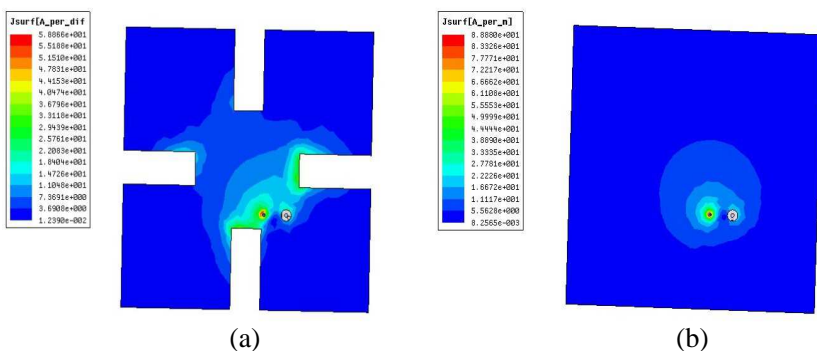 Jsurf[A_per_dif
5.8866e+001
5.5188e+001
5.1510e+001
4.7831e+001
4.4153e+001
4.0474e+001
3.6796e+001
3.3118e+001
2.9439e+001
2.5761e+001
2.2083e+001
1.8404e+001
1.4726e+001
1.1048e+001
7.3691e+000
3.6908e+000
1.2390e-002
(a)
Jsurf[A_per_m]
8.8880e+001
8.3326e+001
7.7771e+001
7.2217e+001
6.6662e+001
6.1108e+001
5.5553e+001
4.9999e+001
4.4444e+001
3.8890e+001
3.3335e+001
2.7781e+001
2.2226e+001
1.6672e+001
1.1117e+001
5.5628e+000
8.2565e-003
(b)